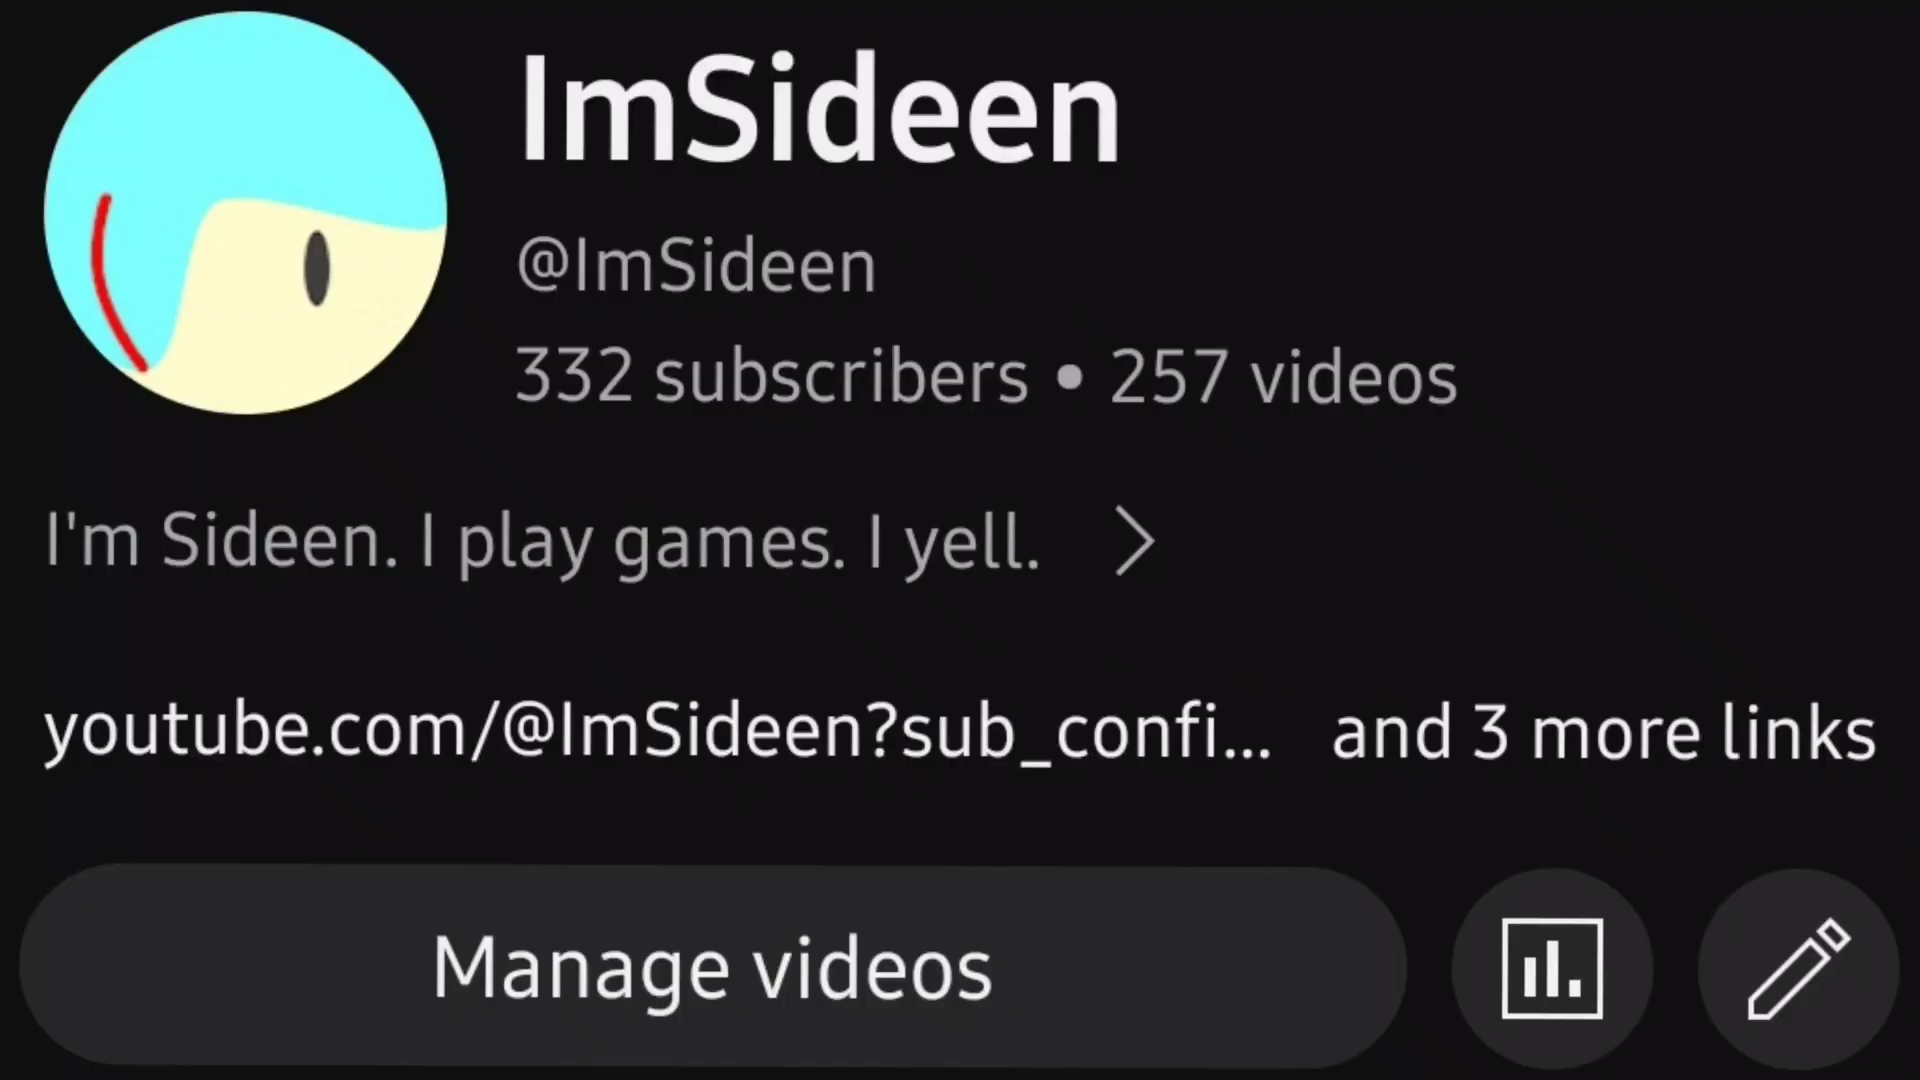 ImSideen
@ImSideen
332 subscribers • 257 videos
I'm Sideen. I play games. I yell.
youtube.com/@ImSideen?sub_confi... and 3 more links
Manage videos